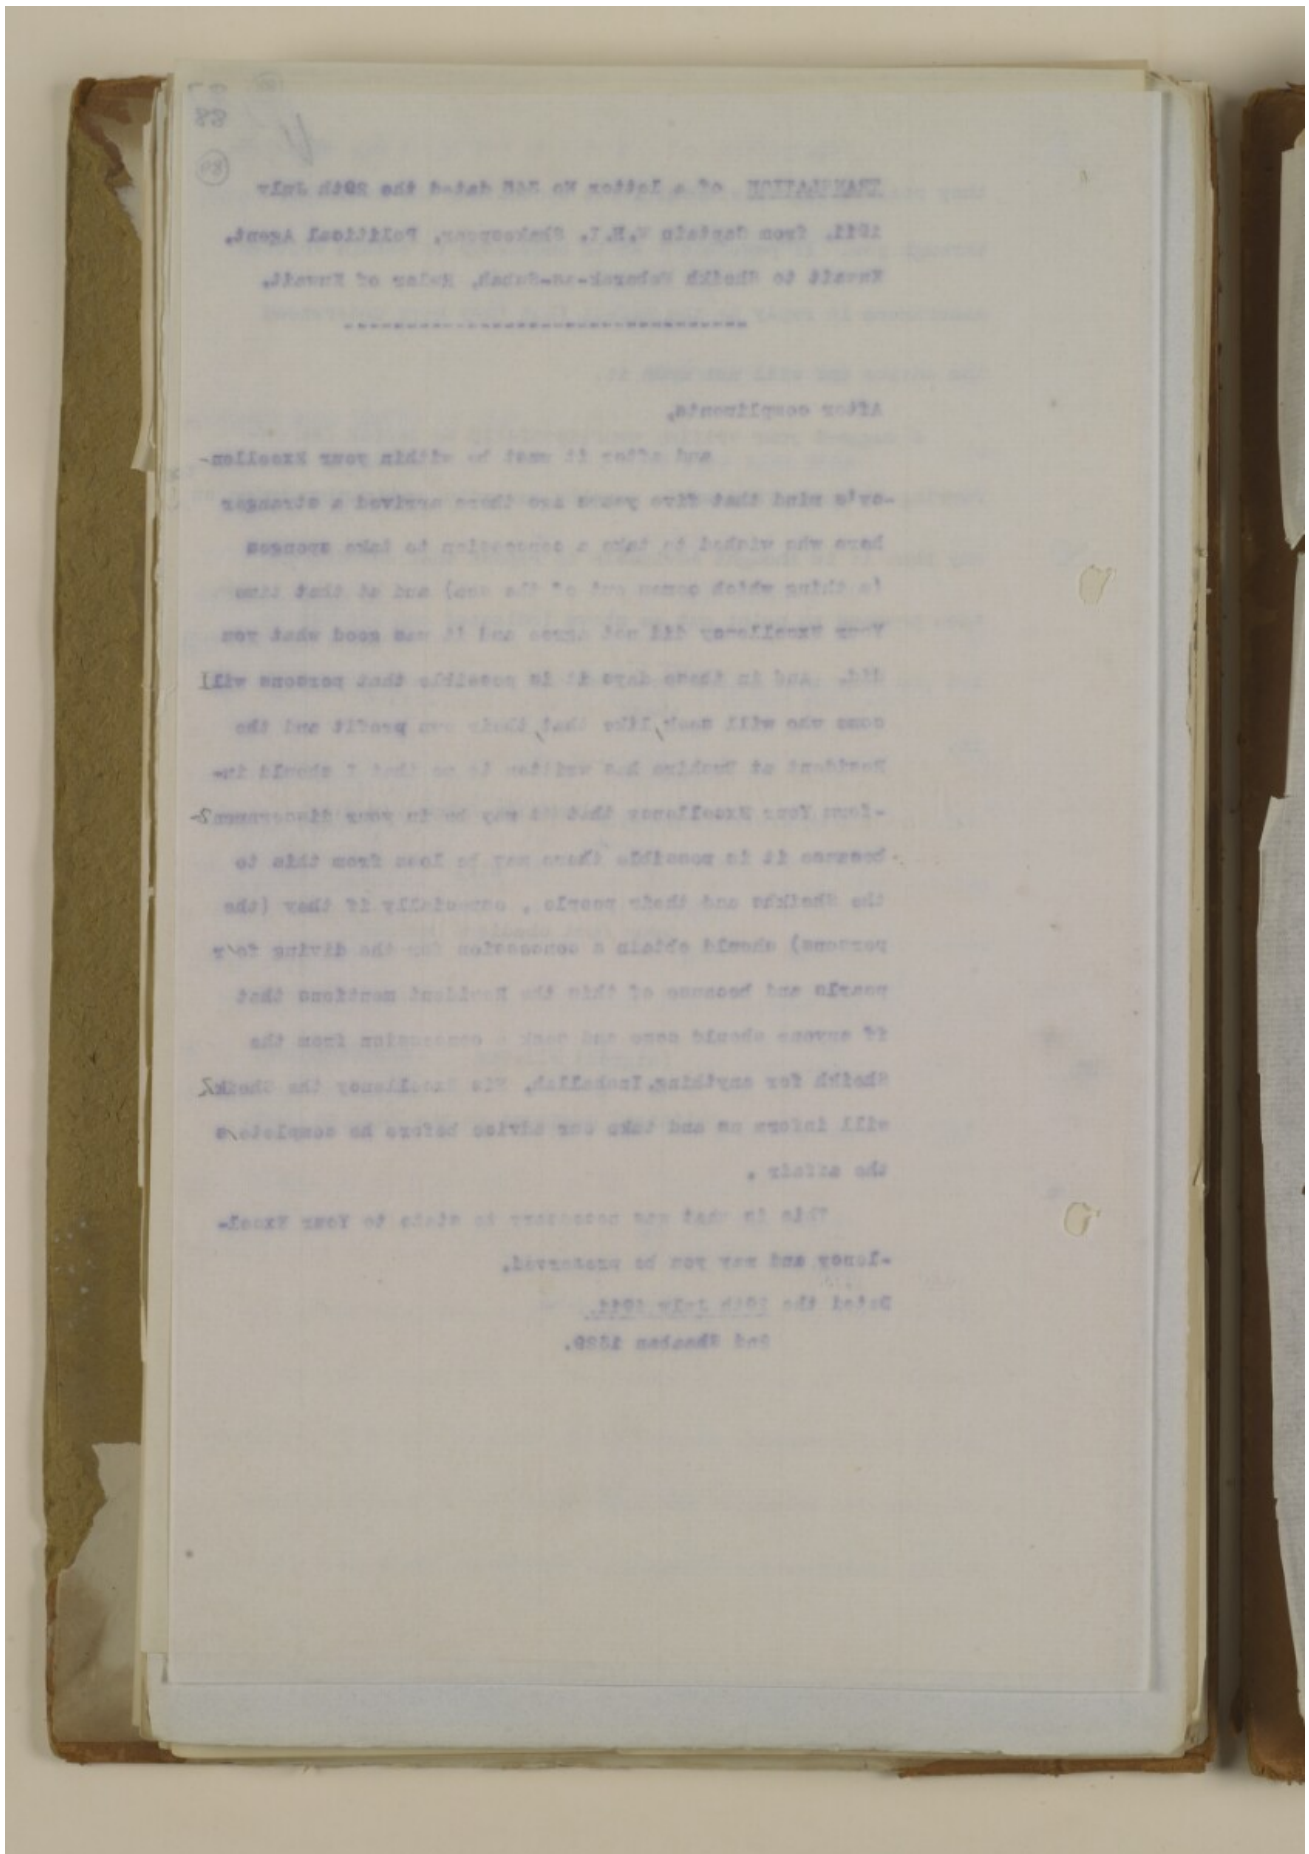 88
TRANSLATION of a letter No 345 dated the 29th July
1911, from Captain W.H.I. Shakespear, Political Agent,
Kuwait to Sheikh Mubarak-as-Subah, Ruler of Kuwait.
After compliments,
and after it must be within your Excellen-
-cy's mind that five years ago there arrived a stranger
here who wished to take a concession to take sponges
(a thing which comes out of the sea) and at that time
Your Excellency did not agree and it was good what you
did. And in these days it is possible that persons will
come who will seek, like that, their own profit and the
Resident at Bushire has written to me that I should in-
-form Your Excellency that it may be in your discernment
because it is possible there may be loss from this to
the Sheikhs and their people, especially if they (the
persons) should obtain a concession for the diving for
pearls and because of this the Resident mentions that
if anyone should come and seek a concession from the
Sheikh for anything, Inshallah, His Excellency the Sheikh
will inform me and take our advice before he completes
the affair.
This is what was necessary to state to Your Excel-
-lency and may you be preserved.
Dated the July 1911.
2nd Shaaban 1329.